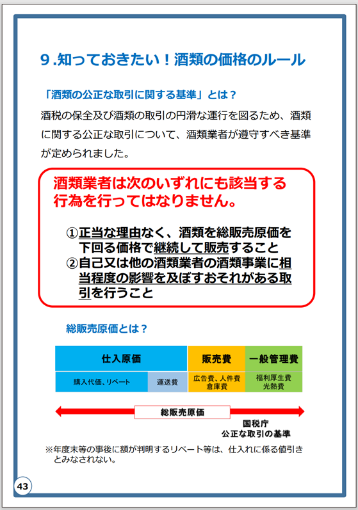 ９.知っておきたい！酒類の価格のルール
「酒類の公正な取引に関する基準」とは？
酒税の保全及び酒類の取引の円滑な運行を図るため、酒類
に関する公正な取引について、酒類業者が遵守すべき基準
が定められました。
酒類業者は次のいずれにも該当する
行為を行ってはなりません。
①正当な理由なく、酒類を総販売原価を
下回る価格で継続して販売すること
②自己又は他の酒類業者の酒類事業に相
当程度の影響を及ぼすおそれがある取
引を行うこと
総販売原価とは？
仕入原価 販売費 一般管理費
購入代価、リベート 運送費 広告費、人件費 福利厚生費
倉庫費 光熱費
総販売原価
国税庁
公正な取引の基準
※年度末等の事後に額が判明するリベート等は、仕入れに係る値引き
とみなされない。
43